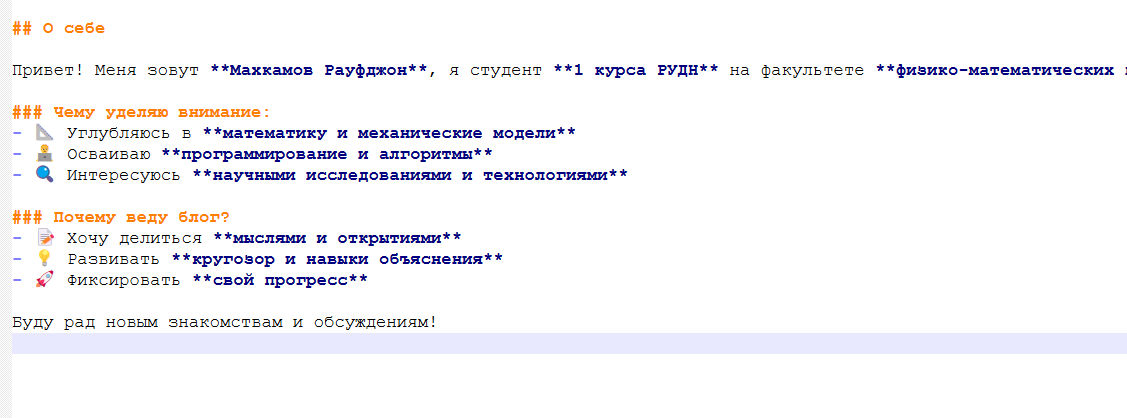 ## О себе
Привет! Меня зовут **Махкамов Рауфджон**, я студент **1 курса РУДН** на факультете **физико-математических
### Чему уделяю внимание:
- 📐 Углубляюсь в **математику и механические модели**
- 👨‍💻 Осваиваю **программирование и алгоритмы**
- 🔍 Интересуюсь **научными исследованиями и технологиями**
### Почему веду блог?
- 📝 Хочу делиться **мыслями и открытиями**
- 💡 Развивать **кругозор и навыки объяснения**
- 🚀 Фиксировать **свой прогресс**
Буду рад новым знакомствам и обсуждениям!